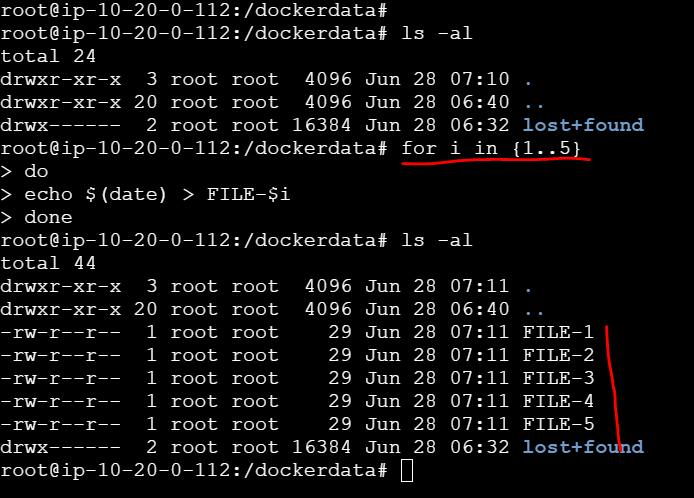 root@ip-10-20-0-112:/dockerdata#
root@ip-10-20-0-112:/dockerdata# ls -al
total 24
drwxr-xr-x  3 root root  4096 Jun 28 07:10 .
drwxr-xr-x 20 root root  4096 Jun 28 06:40 ..
drwx------  2 root root 16384 Jun 28 06:32 lost+found
root@ip-10-20-0-112:/dockerdata# for i in {1..5}
> do
> echo $(date) > FILE-$i
> done
root@ip-10-20-0-112:/dockerdata# ls -al
total 44
drwxr-xr-x  3 root root  4096 Jun 28 07:11 .
drwxr-xr-x 20 root root  4096 Jun 28 06:40 ..
-rw-r--r--  1 root root    29 Jun 28 07:11 FILE-1
-rw-r--r--  1 root root    29 Jun 28 07:11 FILE-2
-rw-r--r--  1 root root    29 Jun 28 07:11 FILE-3
-rw-r--r--  1 root root    29 Jun 28 07:11 FILE-4
-rw-r--r--  1 root root    29 Jun 28 07:11 FILE-5
drwx------  2 root root 16384 Jun 28 06:32 lost+found
root@ip-10-20-0-112:/dockerdata#